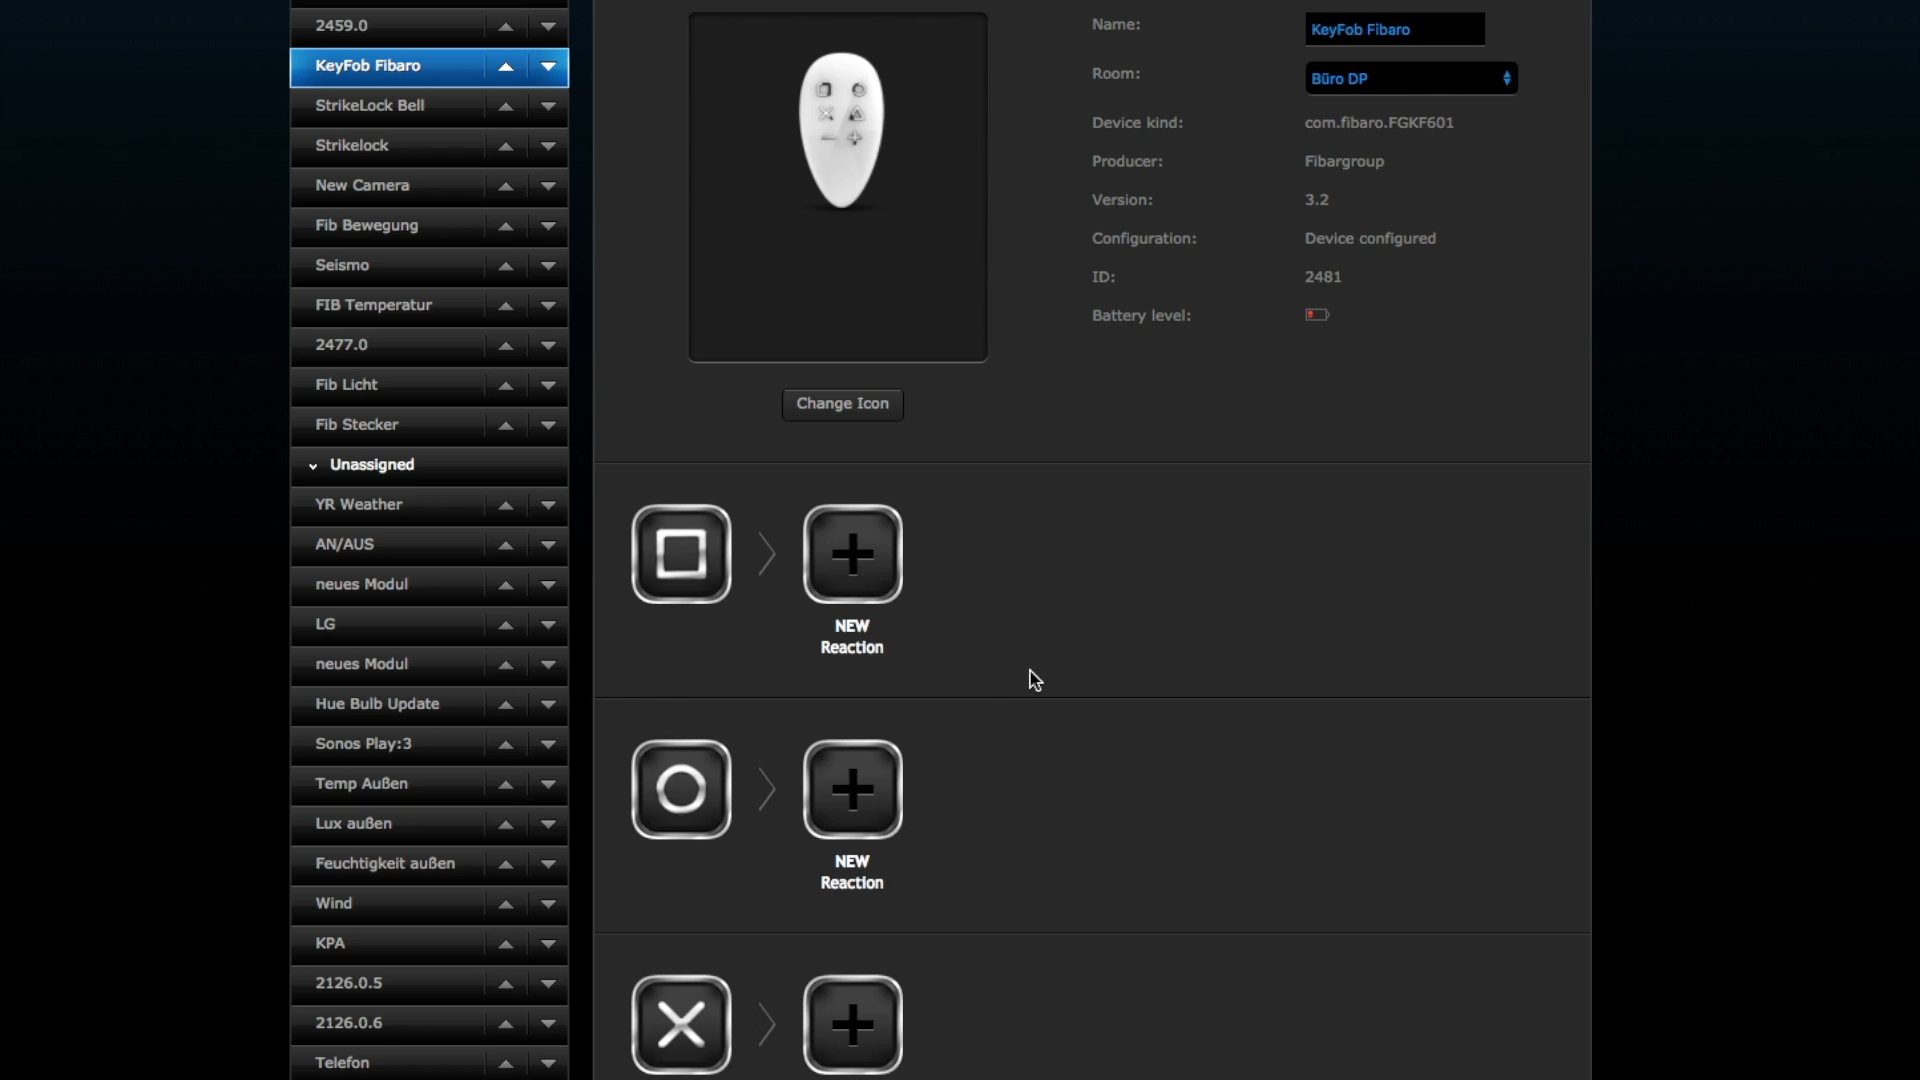 2459.0
KeyFob Fibaro
StrikeLock Bell
Strikelock
New Camera
Fib Bewegung
Seismo
FIB Temperatur
2477.0
Fib Licht
Fib Stecker
Unassigned
YR Weather
AN/AUS
neues Modul
LG
neues Modul
Hue Bulb Update
Sonos Play:3
Temp Außen
Lux außen
Feuchtigkeit außen
Wind
KPA
2126.0.5
2126.0.6
Telefon
Change Icon
Name: KeyFob Fibaro
Room: Büro DP
Device kind: com.fibaro.FGKF601
Producer: Fibargroup
Version: 3.2
Configuration: Device configured
ID: 2481
Battery level:
NEW
Reaction
NEW
Reaction